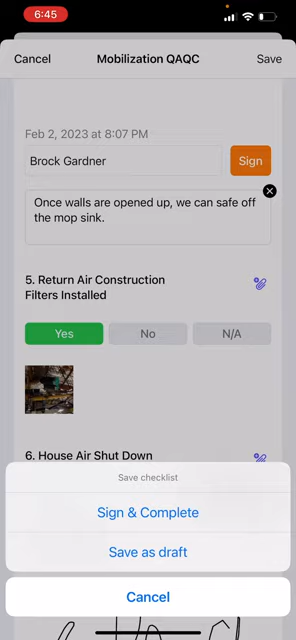 6:45
Cancel
Mobilization QAQC
Save
Feb 2, 2023 at 8:07 PM
Brock Gardner
Sign
Once walls are opened up, we can safe off
the mop sink.
5. Return Air Construction
Filters Installed
Yes
No
N/A
6. House Air Shut Down
Save checklist
Sign & Complete
Save as draft
Cancel